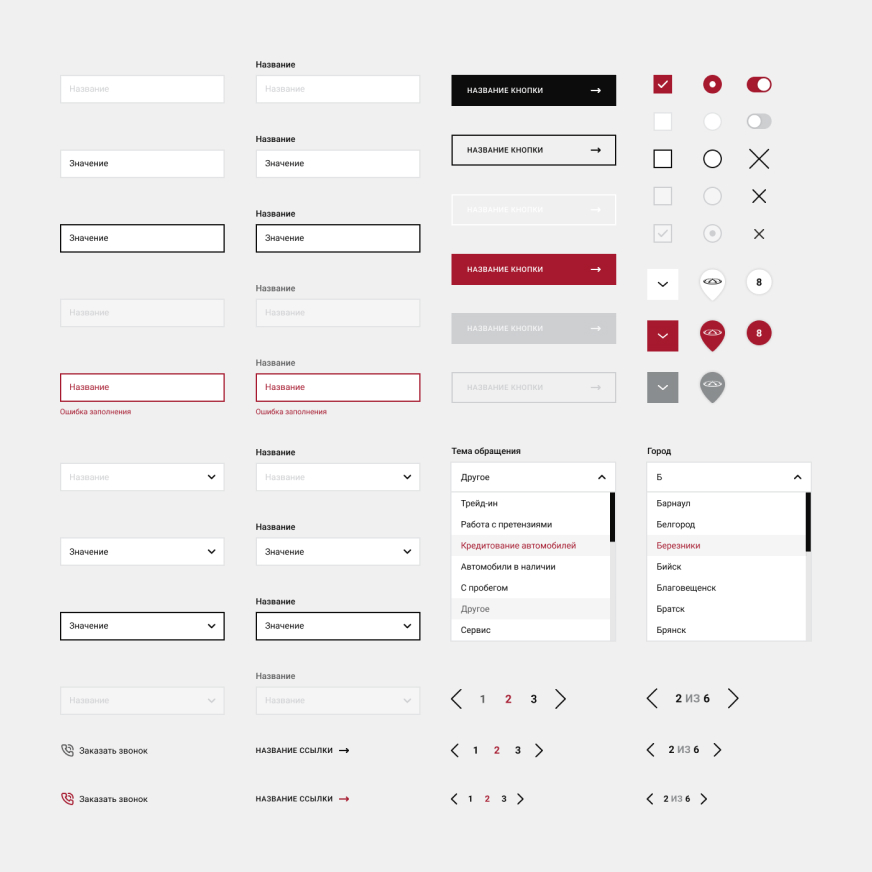 Название
Название
Значение
Значение
Название
Название
Ошибка заполнения
Название
Название
Название
Значение
Название
Значение
Название
Название
Название
Название
Ошибка заполнения
НАЗВАНИЕ КНОПКИ
НАЗВАНИЕ КНОПКИ
НАЗВАНИЕ КНОПКИ
НАЗВАНИЕ КНОПКИ
НАЗВАНИЕ КНОПКИ
НАЗВАНИЕ КНОПКИ
8
8
Название
Значение
Значение
Название
Название
Название
Название
Значение
Название
Значение
Название
Название
Тема обращения
Другое
Трейд-ин
Работа с претензиями
Кредитование автомобилей
Автомобили в наличии
С пробегом
Другое
Сервис
Город
Б
Барнаул
Белгород
Березники
Бийск
Благовещенск
Братск
Брянск
1 2 3
2 ИЗ 6
Заказать звонок
НАЗВАНИЕ ССЫЛКИ
1 2 3
2 ИЗ 6
Заказать звонок
НАЗВАНИЕ ССЫЛКИ
1 2 3
2 ИЗ 6